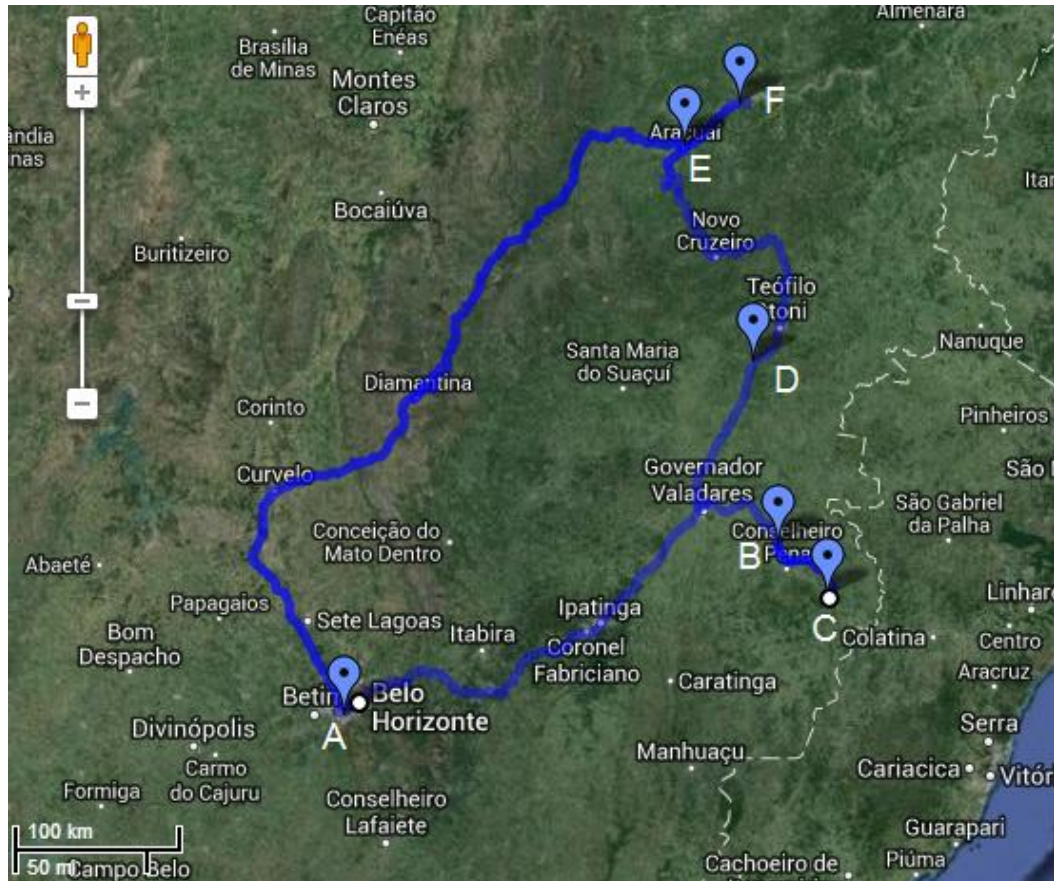 Almenara
Capitão
Enéas
Brasília
de Minas
Montes
Claros
F
Araçuaí
E
Bocaiúva
Novo
Cruzeiro
Buritizeiro
Teófilo
Otoni
Nanuque
Santa Maria
do Suaçuí
D
Diamantina
Corinto
Pinheiros
Curvelo
Governador
Valadares
São Gabriel
da Palha
Conceição do
Mato Dentro
Conselheiro
Pena
B
Abaeté
Papagaios
Ipatinga
C
Sete Lagoas
Itabira
Coronel
Fabriciano
Colatina
Centro
Bom
Despacho
Caratinga
Aracruz
Betim
Belo
Horizonte
A
Divinópolis
Serra
Manhuaçu
Carmo
do Cajuru
Cariacica
Formiga
Conselheiro
Lafaiete
100 km
Guarapari
Campo Belo
Cachoeiro de
Piúma